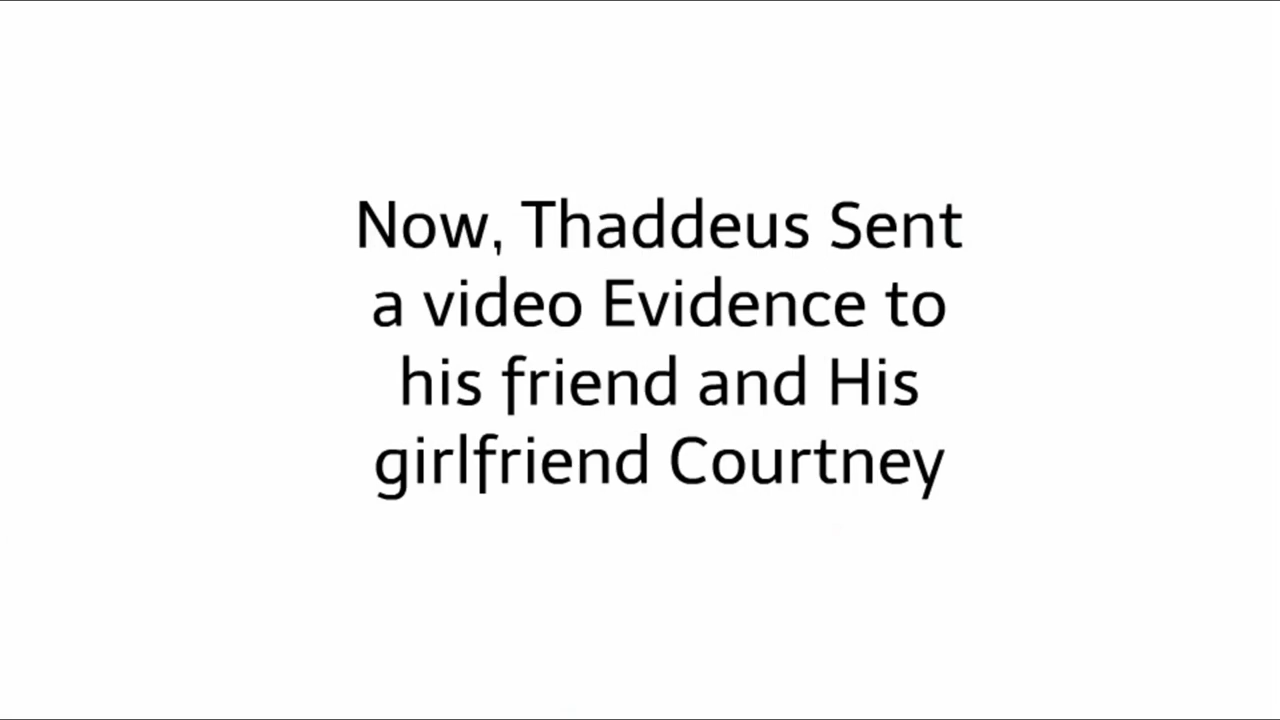 Now, Thaddeus Sent
a video Evidence to
his friend and His
girlfriend Courtney